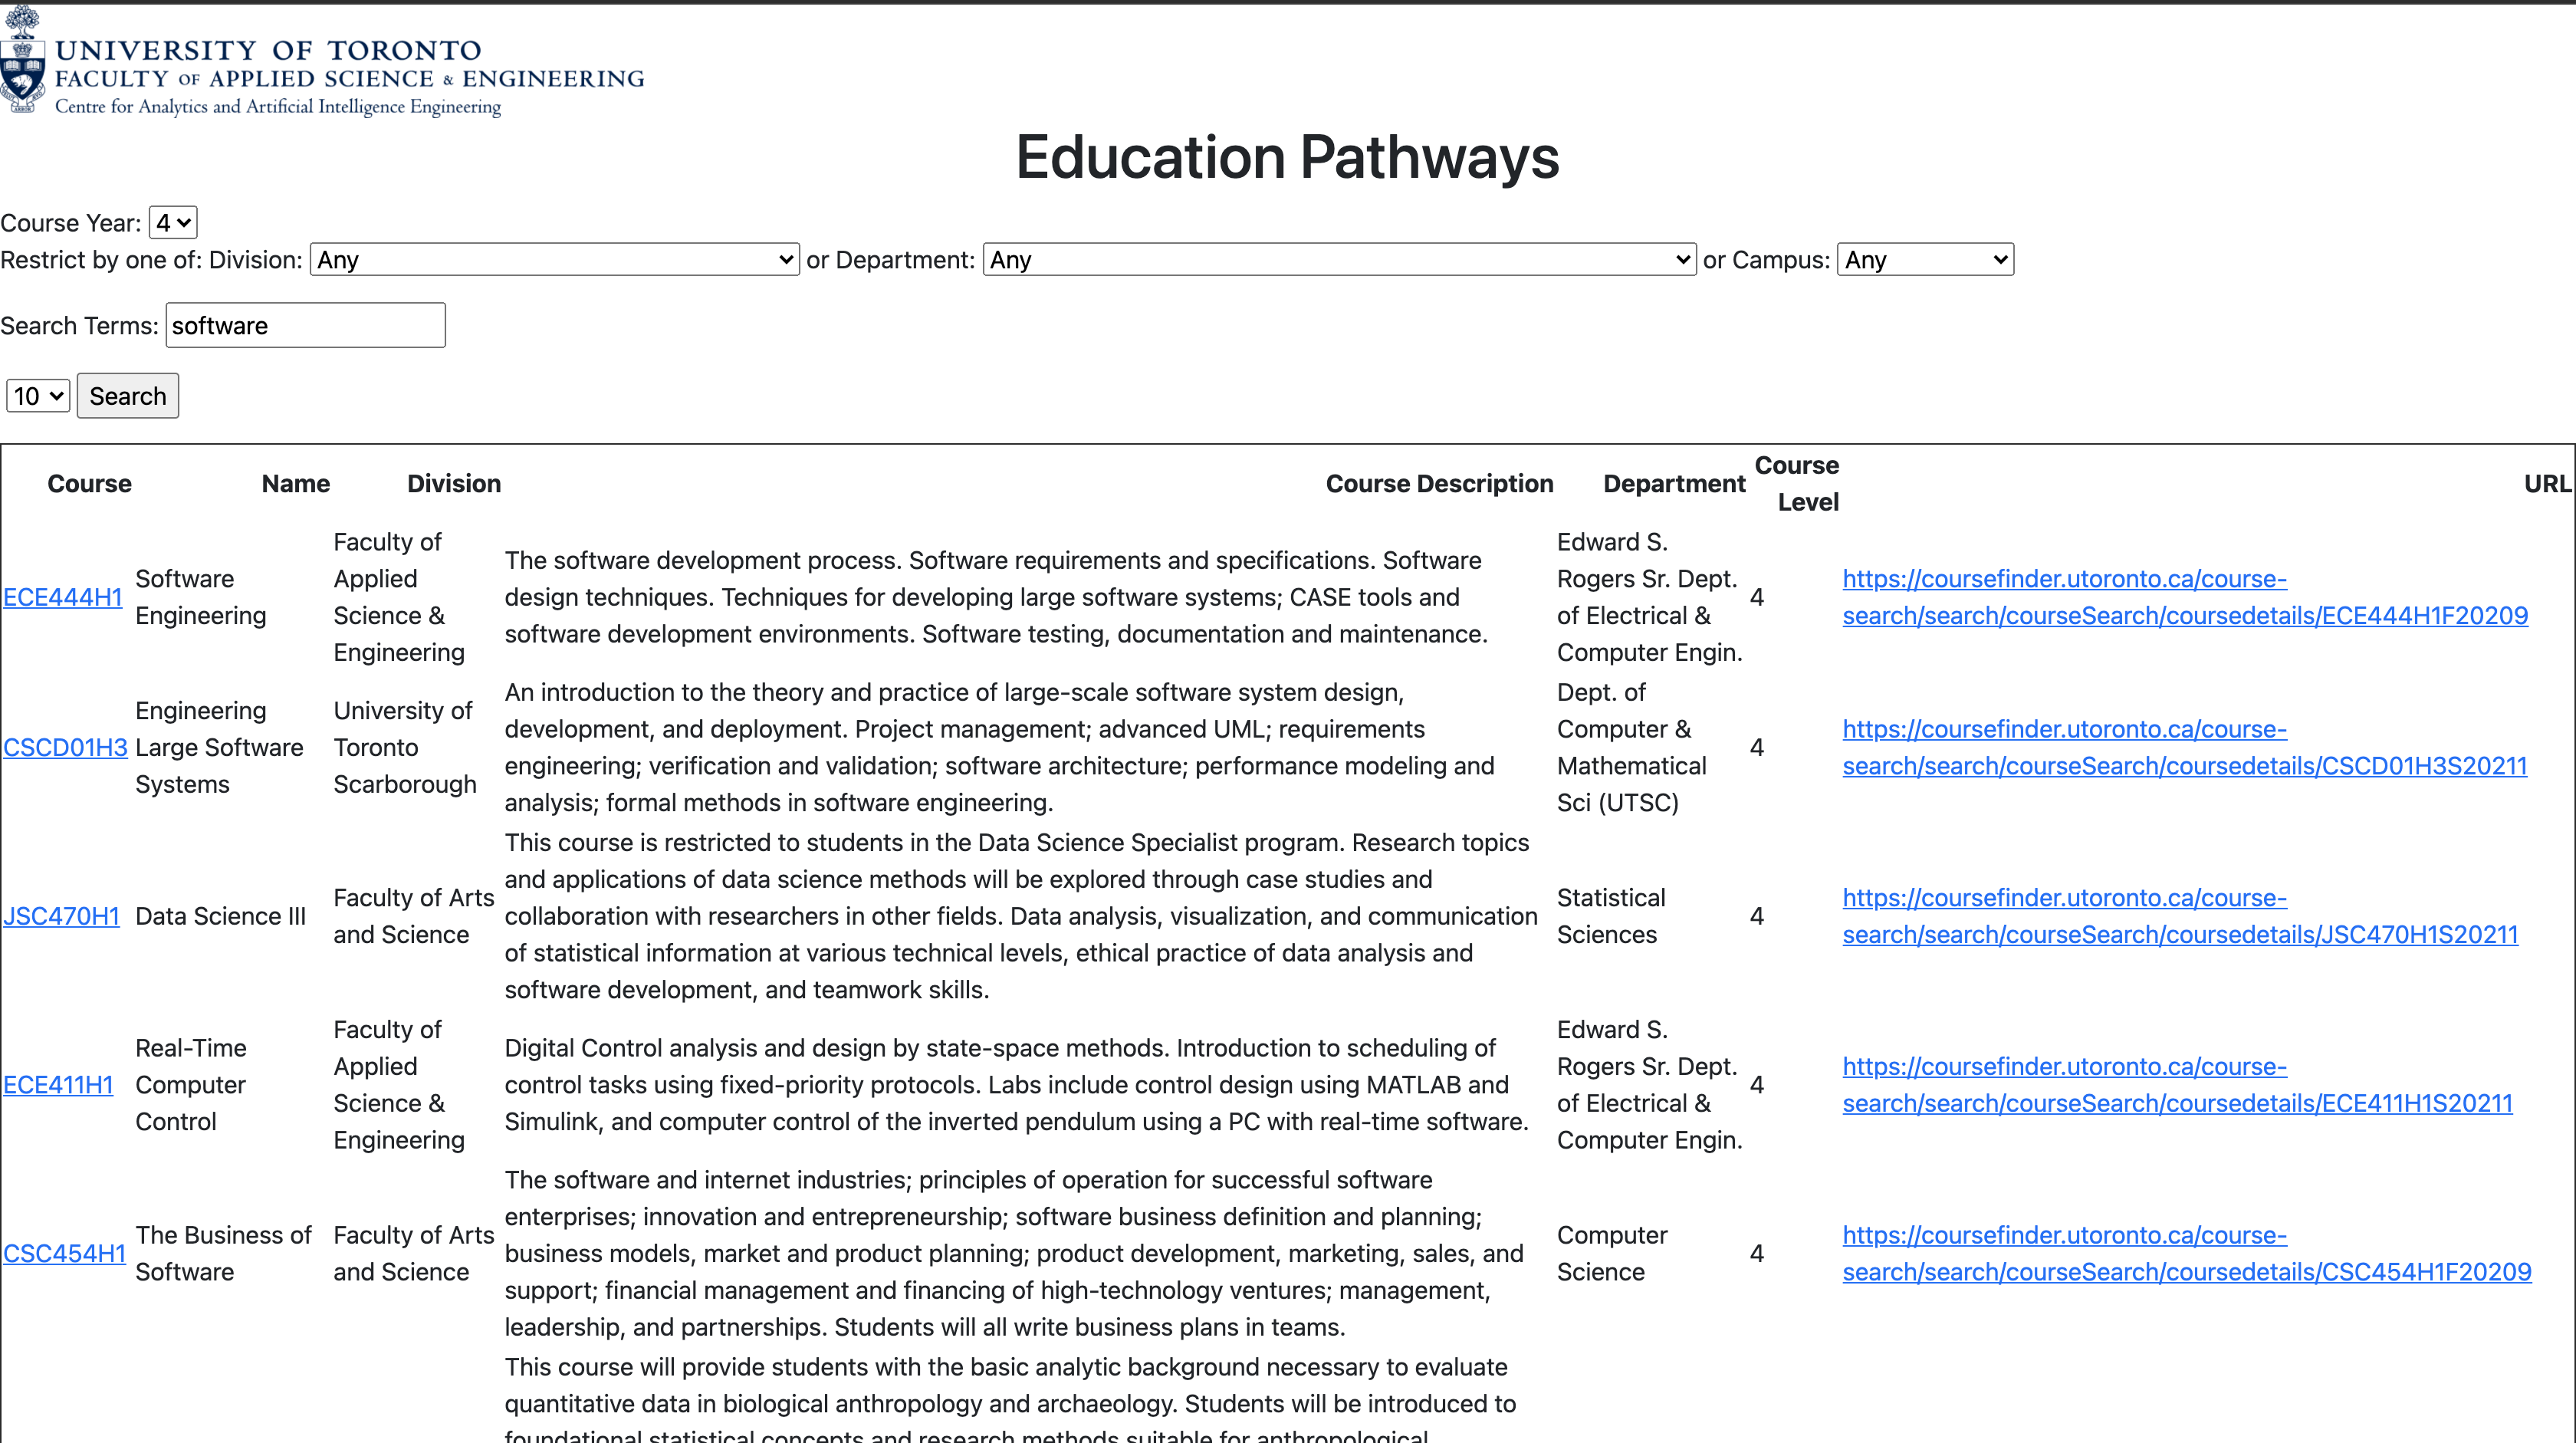 UNIVERSITY OF TORONTO
FACULTY OF APPLIED SCIENCE & ENGINEERING
Centre for Analytics and Artificial Intelligence Engineering
Education Pathways
Course Year: 4
Restrict by one of: Division: Any or Department: Any or Campus: Any
Search Terms: software
10 Search
Course Name Division Course Description Department Course Level URL
ECE444H1
Software
Engineering
Faculty of
Applied
Science &
Engineering
The software development process. Software requirements and specifications. Software
design techniques. Techniques for developing large software systems; CASE tools and
software development environments. Software testing, documentation and maintenance.
Edward S.
Rogers Sr. Dept.
of Electrical &
Computer Engin.
4
https://coursefinder.utoronto.ca/course-
search/search/courseSearch/coursedetails/ECE444H1F20209
CSCD01H3
Engineering
Large Software
Systems
University of
Toronto
Scarborough
An introduction to the theory and practice of large-scale software system design,
development, and deployment. Project management; advanced UML; requirements
engineering; verification and validation; software architecture; performance modeling and
analysis; formal methods in software engineering.
Dept. of
Computer &
Mathematical
Sci (UTSC)
4
https://coursefinder.utoronto.ca/course-
search/search/courseSearch/coursedetails/CSCD01H3S20211
JSC470H1
Data Science III
Faculty of Arts
and Science
This course is restricted to students in the Data Science Specialist program. Research topics
and applications of data science methods will be explored through case studies and
collaboration with researchers in other fields. Data analysis, visualization, and communication
of statistical information at various technical levels, ethical practice of data analysis and
software development, and teamwork skills.
Statistical
Sciences
4
https://coursefinder.utoronto.ca/course-
search/search/courseSearch/coursedetails/JSC470H1S20211
ECE411H1
Real-Time
Computer
Control
Faculty of
Applied
Science &
Engineering
Digital Control analysis and design by state-space methods. Introduction to scheduling of
control tasks using fixed-priority protocols. Labs include control design using MATLAB and
Simulink, and computer control of the inverted pendulum using a PC with real-time software.
Edward S.
Rogers Sr. Dept.
of Electrical &
Computer Engin.
4
https://coursefinder.utoronto.ca/course-
search/search/courseSearch/coursedetails/ECE411H1S20211
CSC454H1
The Business of
Software
Faculty of Arts
and Science
The software and internet industries; principles of operation for successful software
enterprises; innovation and entrepreneurship; software business definition and planning;
business models, market and product planning; product development, marketing, sales, and
support; financial management and financing of high-technology ventures; management,
leadership, and partnerships. Students will all write business plans in teams.
Computer
Science
4
https://coursefinder.utoronto.ca/course-
search/search/courseSearch/coursedetails/CSC454H1F20209
This course will provide students with the basic analytic background necessary to evaluate
quantitative data in biological anthropology and archaeology. Students will be introduced to
foundational statistical concepts and research methods suitable for anthropological